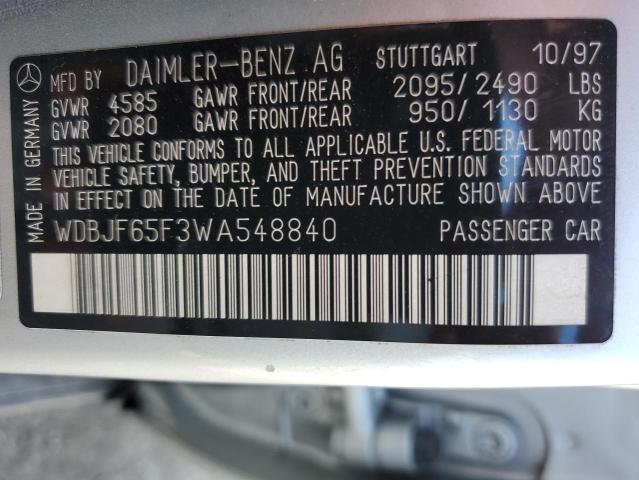 MADE IN GERMANY
MFD BY DAIMLER-BENZ AG STUTTGART 10/97
GVWR 4585 GAWR FRONT/REAR 2095/2490 LBS
GVWR 2080 GAWR FRONT/REAR 950/1130 KG
THIS VEHICLE CONFORMS TO ALL APPLICABLE U.S. FEDERAL MOTOR
VEHICLE SAFETY, BUMPER, AND THEFT PREVENTION STANDARDS
IN EFFECT ON THE DATE OF MANUFACTURE SHOWN ABOVE
WDBJF65F3WA548840 PASSENGER CAR